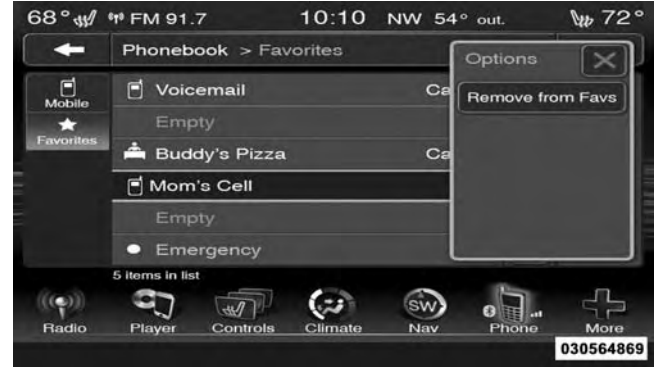 68° FM 91.7 10:10 NW 54° out. 72°
Phonebook > Favorites
Options
Mobile
Voicemail Ca
Remove from Favs
Empty
Favorites
Buddy's Pizza Ca
Mom's Cell
Empty
Emergency
5 items in list
SW
Radio Player Controls Climate Nav Phone More
030564869